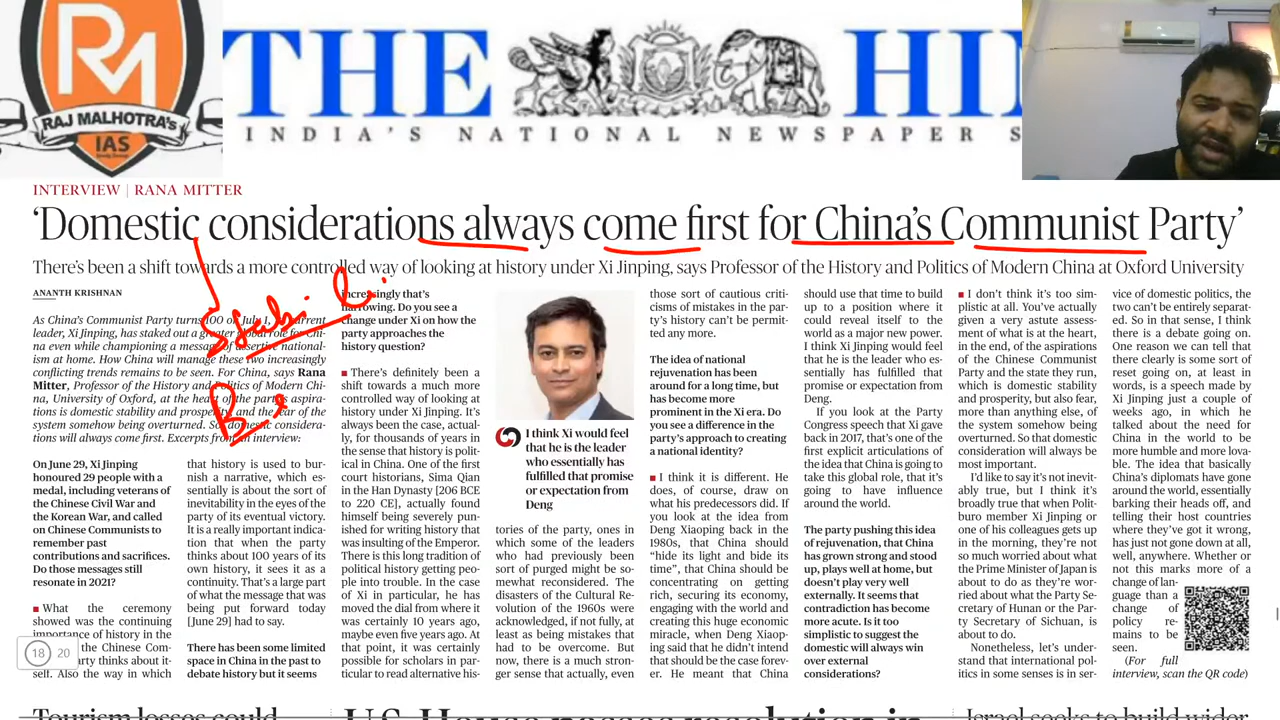 RM
RAJ MALHOTRA'S
IAS
THE HI
INDIA'S NATIONAL NEWSPAPER S
INTERVIEW | RANA MITTER
‘Domestic considerations always come first for China’s Communist Party’
There’s been a shift towards a more controlled way of looking at history under Xi Jinping, says Professor of the History and Politics of Modern China at Oxford University
ANANTH KRISHNAN
As China’s Communist Party turns 100 on July 1, its current
leader, Xi Jinping, has staked out a greater global role for Chi-
na even while championing a message of assertive national-
ism at home. How China will manage these two increasingly
conflicting trends remains to be seen. For China, says Rana
Mitter, Professor of the History and Politics of Modern Chi-
na, University of Oxford, at the heart of the party’s aspira-
tions is domestic stability and prosperity and the fear of the
system somehow being overturned. So domestic considera-
tions will always come first. Excerpts from an interview:
On June 29, Xi Jinping
honoured 29 people with a
medal, including veterans of
the Chinese Civil War and
the Korean War, and called
on Chinese Communists to
remember past
contributions and sacrifices.
Do those messages still
resonate in 2021?
■ What the ceremony
showed was the continuing
importance of history in the
the Chinese Com-
arty thinks about it-
self. Also the way in which
18 20
that history is used to bur-
nish a narrative, which es-
sentially is about the sort of
inevitability in the eyes of the
party of its eventual victory.
It is a really important indica-
tion that when the party
thinks about 100 years of its
own history, it sees it as a
continuity. That’s a large part
of what the message that was
being put forward today
[June 29] had to say.
There has been some limited
space in China in the past to
debate history but it seems
increasingly that’s
narrowing. Do you see a
change under Xi on how the
party approaches the
history question?
■ There’s definitely been a
shift towards a much more
controlled way of looking at
history under Xi Jinping. It’s
always been the case, actual-
ly, for thousands of years in
the sense that history is polit-
ical in China. One of the first
court historians, Sima Qian
in the Han Dynasty [206 BCE
to 220 CE], actually found
himself being severely pun-
ished for writing history that
was insulting of the Emperor.
There is this long tradition of
political history getting peo-
ple into trouble. In the case
of Xi in particular, he has
moved the dial from where it
was certainly 10 years ago,
maybe even five years ago. At
that point, it was certainly
possible for scholars in par-
ticular to read alternative his-
I think Xi would feel
that he is the leader
who essentially has
fulfilled that promise
or expectation from
Deng
tories of the party, ones in
which some of the leaders
who had previously been
sort of purged might be so-
mewhat reconsidered. The
disasters of the Cultural Re-
volution of the 1960s were
acknowledged, if not fully, at
least as being mistakes that
had to be overcome. But
now, there is a much stron-
ger sense that actually, even
those sort of cautious criti-
cisms of mistakes in the par-
ty’s history can’t be permit-
ted any more.
The idea of national
rejuvenation has been
around for a long time, but
has become more
prominent in the Xi era. Do
you see a difference in the
party’s approach to creating
a national identity?
■ I think it is different. He
does, of course, draw on
what his predecessors did. If
you look at the idea from
Deng Xiaoping back in the
1980s, that China should
“hide its light and bide its
time”, that China should be
concentrating on getting
rich, securing its economy,
engaging with the world and
creating this huge economic
miracle, when Deng Xiaop-
ing said that he didn’t intend
that should be the case forev-
er. He meant that China
should use that time to build
up to a position where it
could reveal itself to the
world as a major new power.
I think Xi Jinping would feel
that he is the leader who es-
sentially has fulfilled that
promise or expectation from
Deng.
If you look at the Party
Congress speech that Xi gave
back in 2017, that’s one of the
first explicit articulations of
the idea that China is going to
take this global role, that it’s
going to have influence
around the world.
The party pushing this idea
of rejuvenation, that China
has grown strong and stood
up, plays well at home, but
doesn’t play very well
externally. It seems that
contradiction has become
more acute. Is it too
simplistic to suggest the
domestic will always win
over external
considerations?
■ I don’t think it’s too sim-
plistic at all. You’ve actually
given a very astute assess-
ment of what is at the heart,
in the end, of the aspirations
of the Chinese Communist
Party and the state they run,
which is domestic stability
and prosperity, but also fear,
more than anything else, of
the system somehow being
overturned. So that domestic
consideration will always be
most important.
I’d like to say it’s not inevit-
ably true, but I think it’s
broadly true that when Polit-
buro member Xi Jinping or
one of his colleagues gets up
in the morning, they’re not
so much worried about what
the Prime Minister of Japan is
about to do as they’re wor-
ried about what the Party Se-
cretary of Hunan or the Par-
ty Secretary of Sichuan, is
about to do.
Nonetheless, let’s under-
stand that international pol-
itics in some senses is in ser-
vice of domestic politics, the
two can’t be entirely separat-
ed. So in that sense, I think
there is a debate going on.
One reason we can tell that
there clearly is some sort of
reset going on, at least in
words, is a speech made by
Xi Jinping just a couple of
weeks ago, in which he
talked about the need for
China in the world to be
more humble and more lova-
ble. The idea that basically
China’s diplomats have gone
around the world, essentially
barking their heads off, and
telling their host countries
where they’ve got it wrong,
has just not gone down at all,
well, anywhere. Whether or
not this marks more of a
change of lan-
guage than a
change of
policy re-
mains to be
seen.
(For full
interview, scan the QR code)
Tourism losses could
U.S. House passes resolution in
Israel seeks to build wider